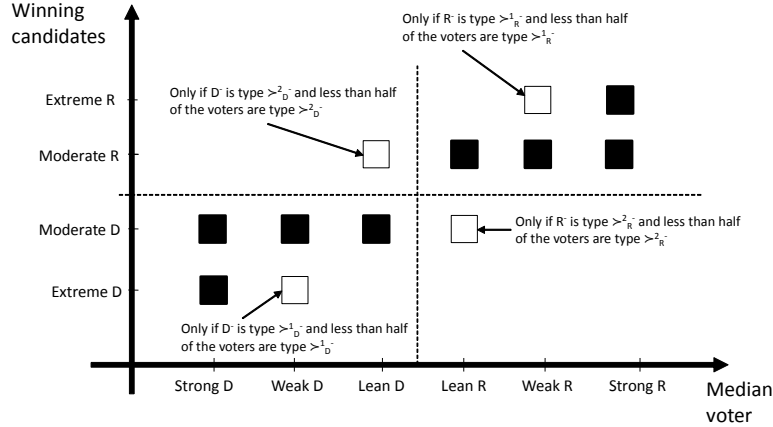 Winning
candidates
Only if R⁻ is type ≻¹R⁻ and less than half
of the voters are type ≻¹R⁻
Only if D⁻ is type ≻²D⁻ and less than half
of the voters are type ≻²D⁻
Extreme R
Moderate R
Moderate D
Only if R⁻ is type ≻²R⁻ and less than half
of the voters are type ≻²R⁻
Extreme D
Only if D⁻ is type ≻¹D⁻ and less than half
of the voters are type ≻¹D⁻
Strong D Weak D Lean D Lean R Weak R Strong R
Median
voter